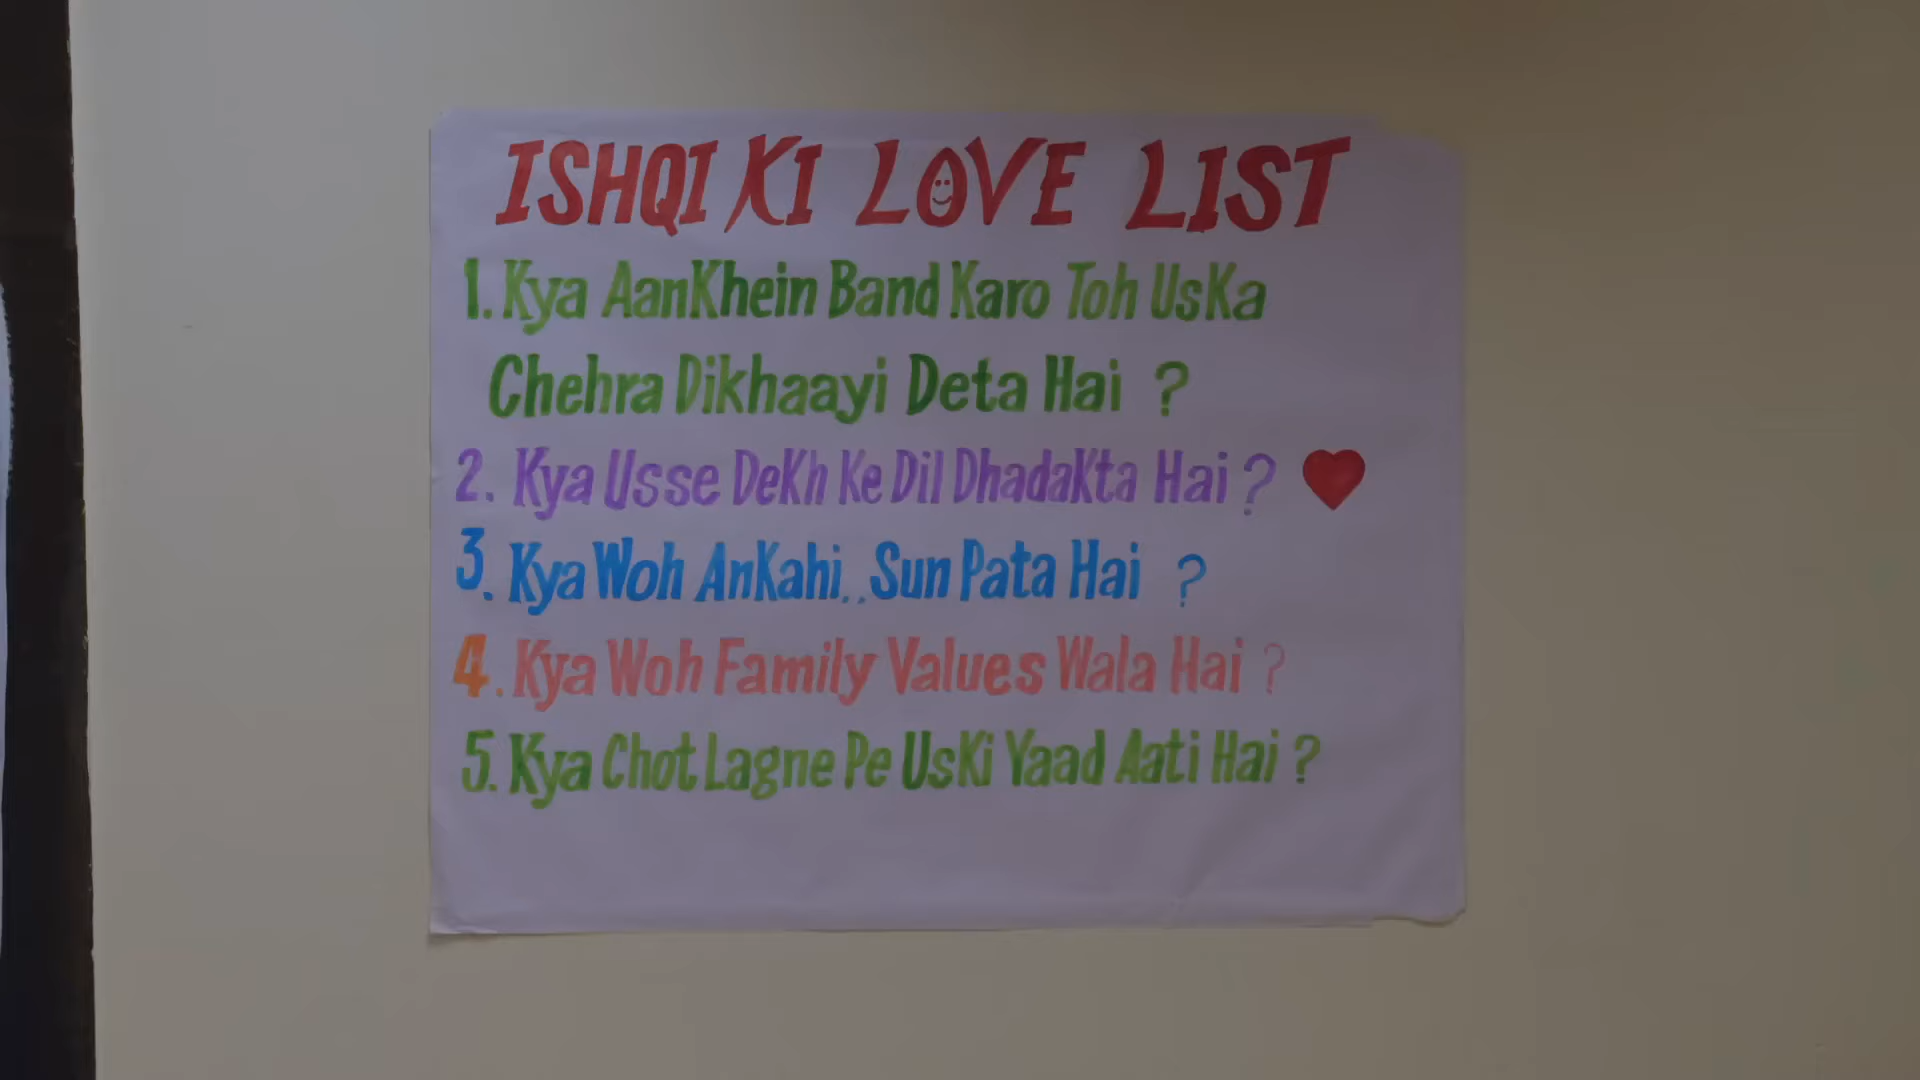 ISHQI KI LOVE LIST
1. Kya AanKhein Band Karo Toh UsKa
Chehra Dikhaayi Deta Hai ?
2. Kya Usse DeKh Ke Dil DhadaKta Hai ?
3. Kya Woh AnKahi.. Sun Pata Hai ?
4. Kya Woh Family Values Wala Hai ?
5. Kya Chot Lagne Pe UsKi Yaad Aati Hai ?